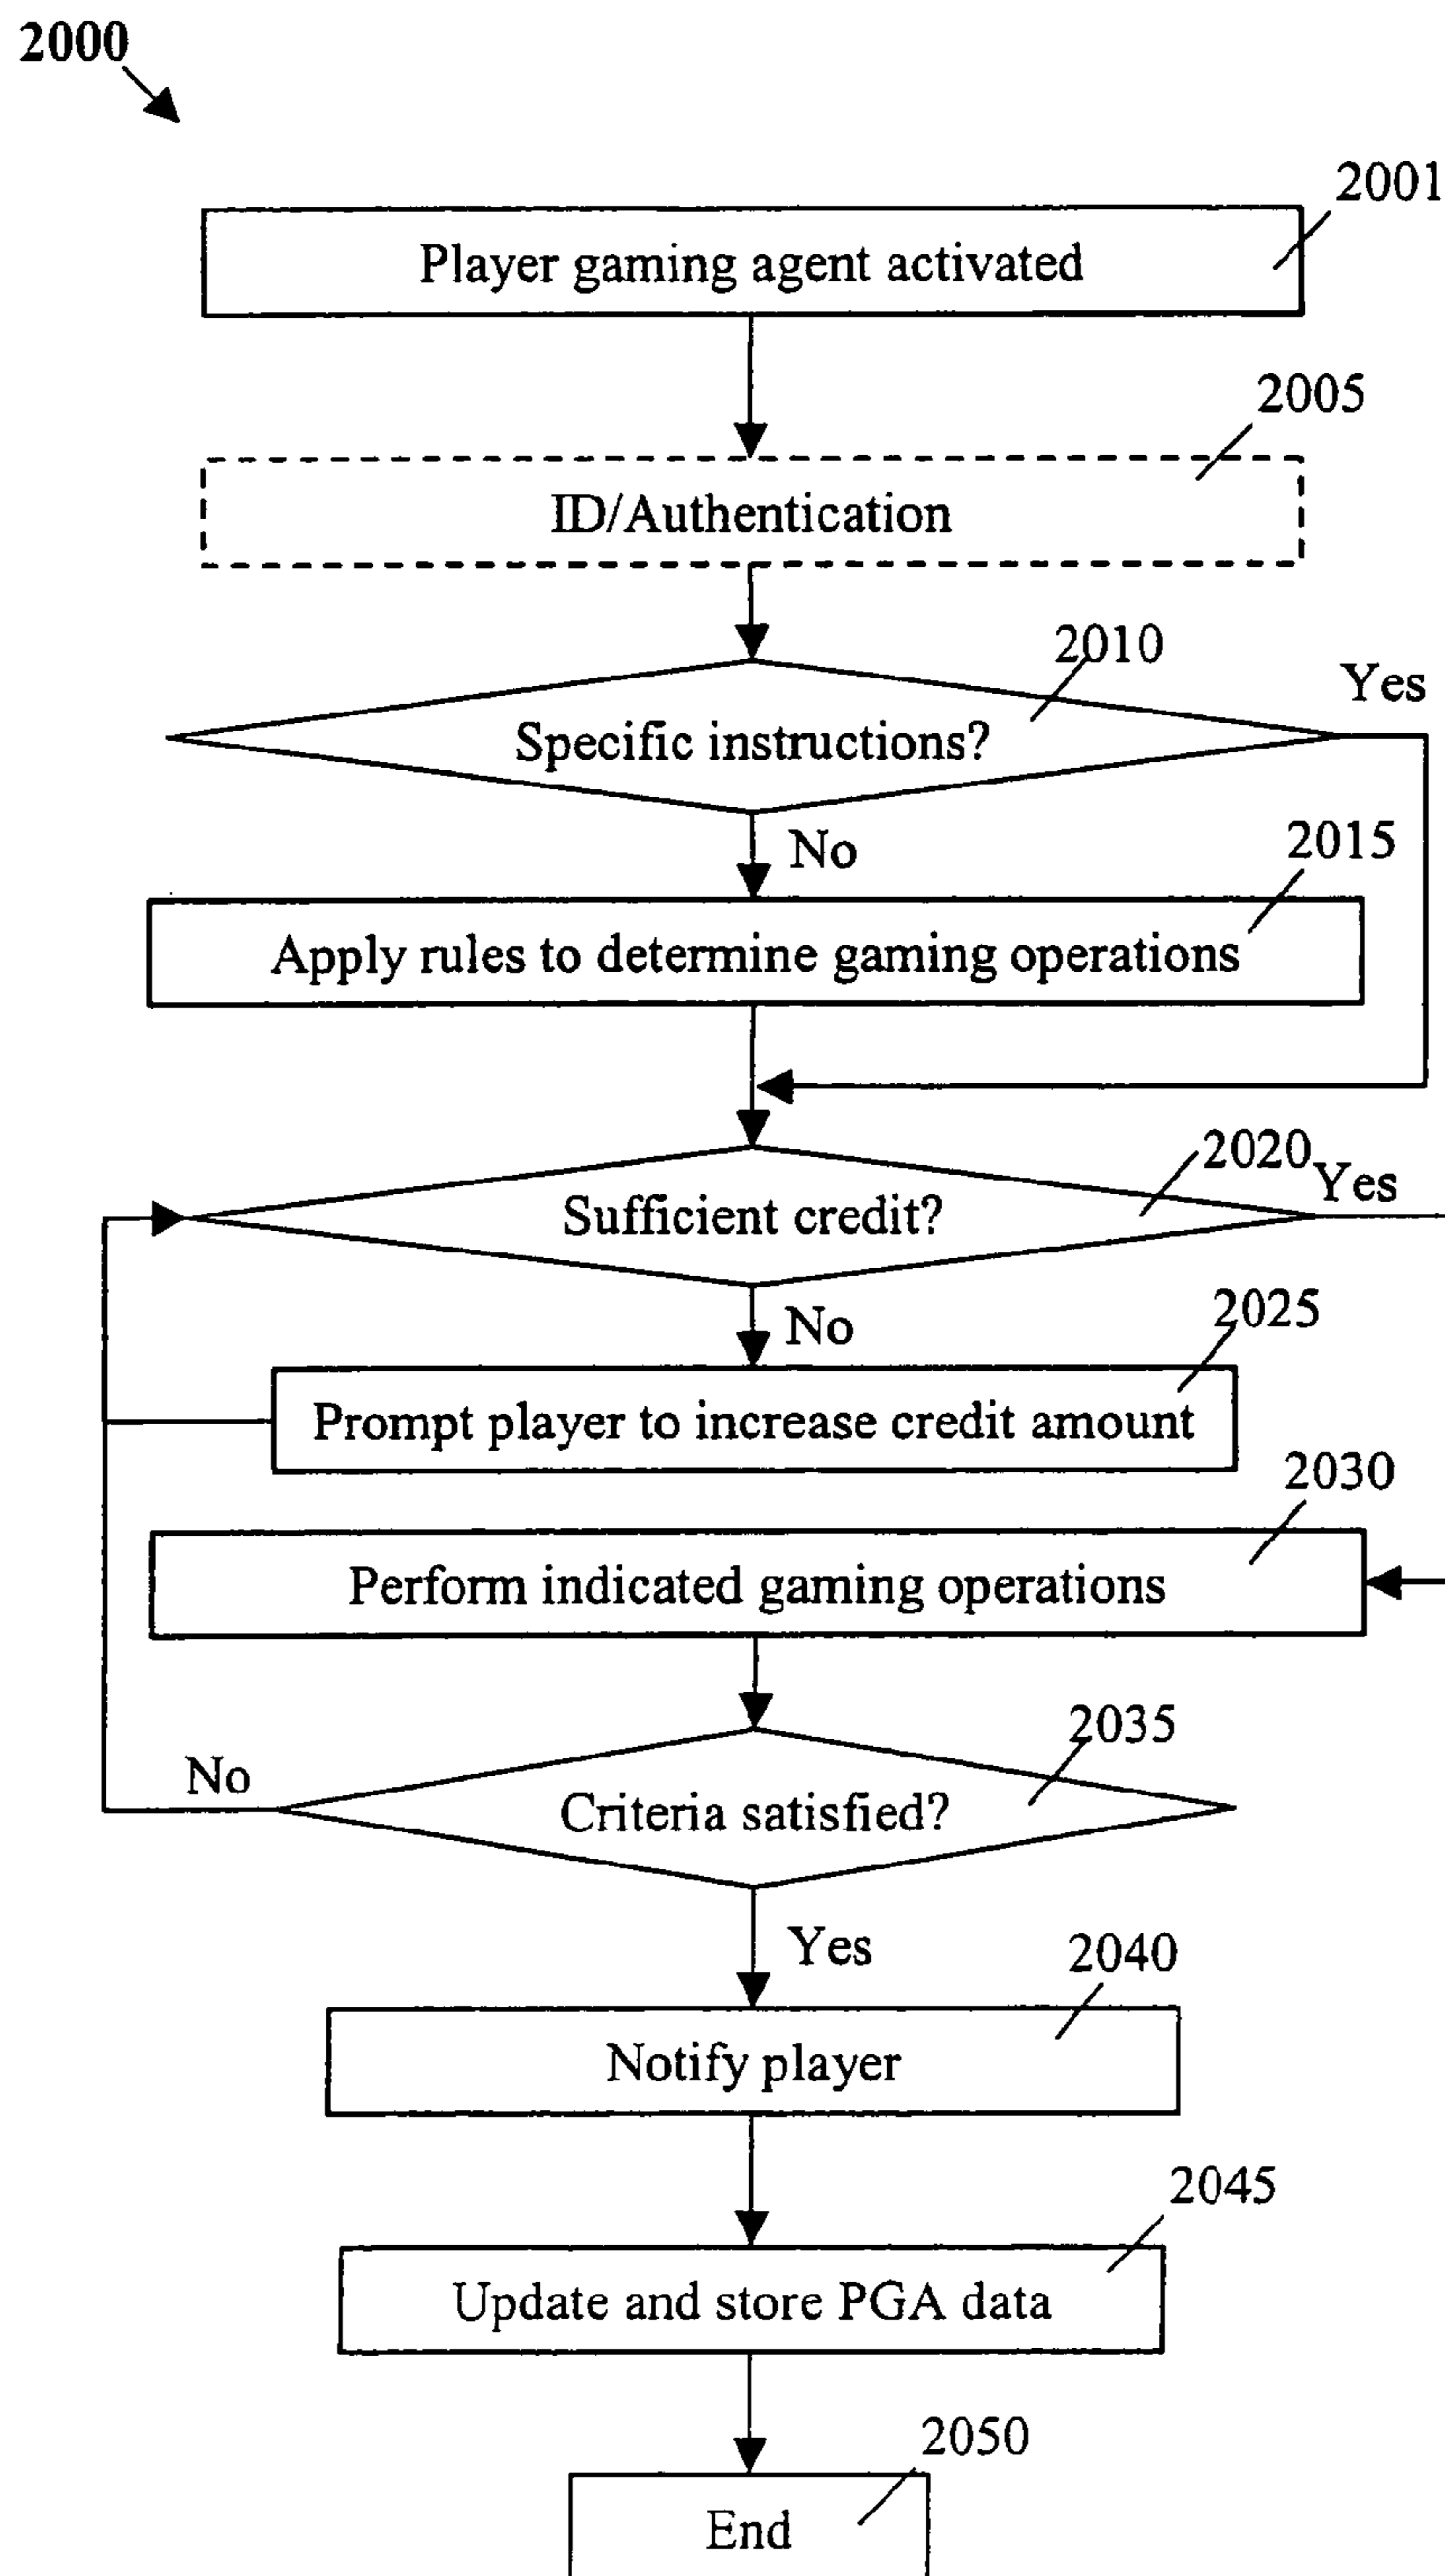 2000
2001
Player gaming agent activated
2005
ID/Authentication
2010
Yes
Specific instructions?
No
2015
Apply rules to determine gaming operations
2020
Yes
Sufficient credit?
No
2025
Prompt player to increase credit amount
2030
Perform indicated gaming operations
2035
No
Criteria satisfied?
Yes
2040
Notify player
2045
Update and store PGA data
2050
End